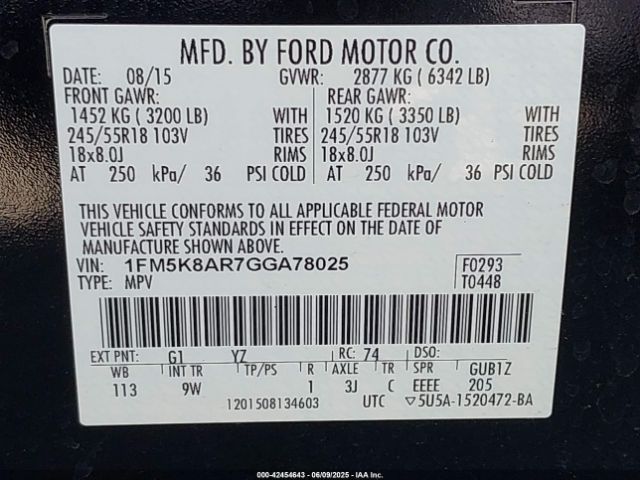 MFD. BY FORD MOTOR CO.
DATE: 08/15 GVWR: 2877 KG ( 6342 LB)
FRONT GAWR: REAR GAWR:
1452 KG ( 3200 LB) WITH 1520 KG ( 3350 LB) WITH
245/55R18 103V TIRES 245/55R18 103V TIRES
18x8.0J RIMS 18x8.0J RIMS
AT 250 kPa/ 36 PSI COLD AT 250 kPa/ 36 PSI COLD
THIS VEHICLE CONFORMS TO ALL APPLICABLE FEDERAL MOTOR
VEHICLE SAFETY STANDARDS IN EFFECT ON THE DATE OF
MANUFACTURE SHOWN ABOVE.
VIN: 1FM5K8AR7GGA78025 F0293
TYPE: MPV T0448
EXT PNT: G1 YZ RC: 74 DSO:
WB INT TR TP/PS R AXLE TR SPR GUB1Z
113 9W 1 3J C EEEE 205
1201508134603 UTC ▽5U5A-1520472-BA
000-42454643 / 06/09/2025 - IAA Inc.